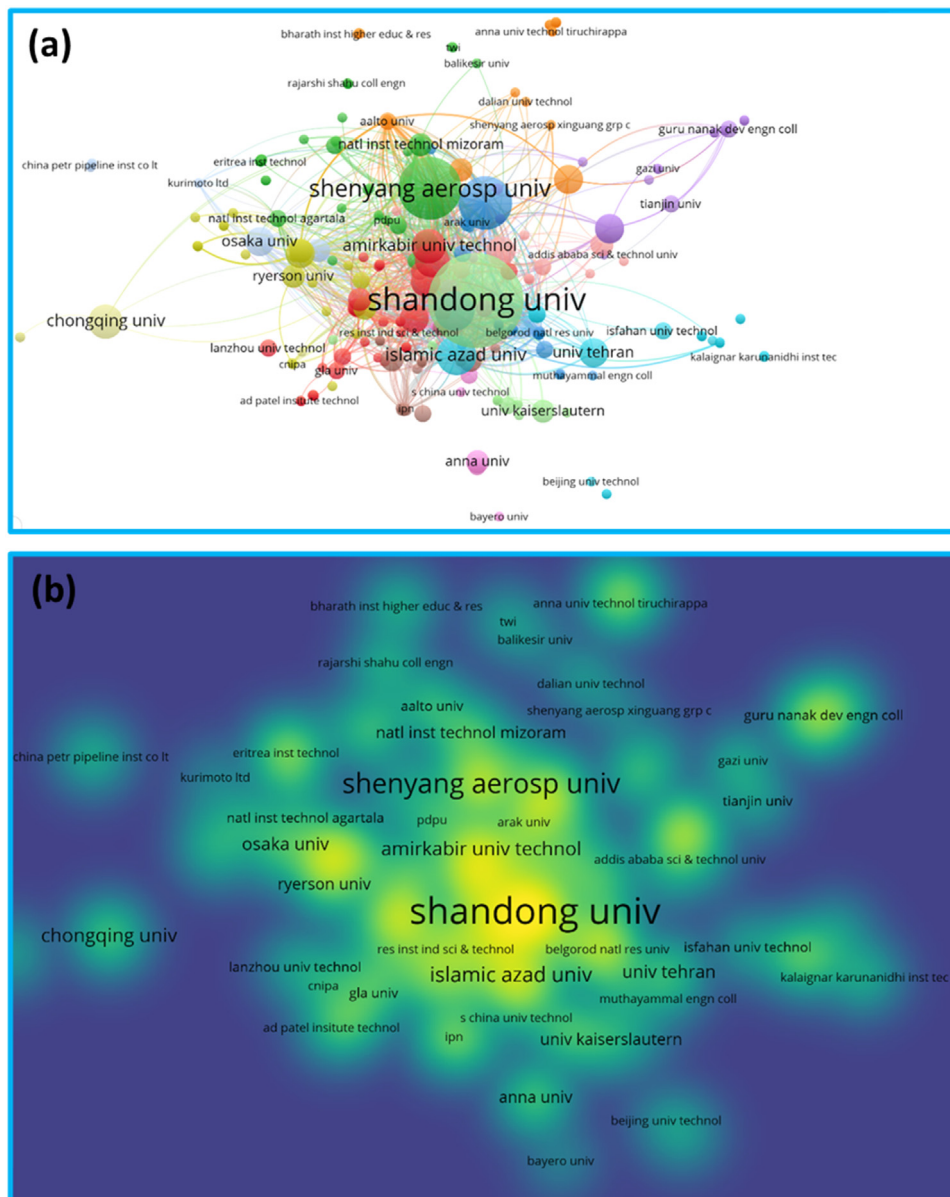 (a)
bharath inst higher educ & res
anna univ technol tiruchirappa
twi
balikesir univ
rajarshi shahu coll engn
dalian univ technol
aalto univ
shenyang aerosp xinguang grp c
guru nanak dev engn coll
natl inst technol mizoram
china petr pipeline inst co lt
eritrea inst technol
gazi univ
kurimoto ltd
shenyang aerosp univ
tianjin univ
natl inst technol agartala
pdpu
arak univ
osaka univ
amirkabir univ technol
addis ababa sci & technol univ
ryerson univ
shandong univ
chongqing univ
res inst ind sci & technol
belgorod natl res univ
isfahan univ technol
lanzhou univ technol
islamic azad univ
univ tehran
kalaignar karunanidhi inst tec
cnipa
gla univ
muthayammal engn coll
s china univ technol
ad patel insitute technol
ipn
univ kaiserslautern
anna univ
beijing univ technol
bayero univ
(b)
bharath inst higher educ & res
anna univ technol tiruchirappa
twi
balikesir univ
rajarshi shahu coll engn
dalian univ technol
aalto univ
shenyang aerosp xinguang grp c
guru nanak dev engn coll
natl inst technol mizoram
china petr pipeline inst co lt
eritrea inst technol
gazi univ
kurimoto ltd
shenyang aerosp univ
tianjin univ
natl inst technol agartala
pdpu
arak univ
osaka univ
amirkabir univ technol
addis ababa sci & technol univ
ryerson univ
shandong univ
chongqing univ
res inst ind sci & technol
belgorod natl res univ
isfahan univ technol
lanzhou univ technol
islamic azad univ
univ tehran
kalaignar karunanidhi inst tec
cnipa
gla univ
muthayammal engn coll
s china univ technol
ad patel insitute technol
ipn
univ kaiserslautern
anna univ
beijing univ technol
bayero univ